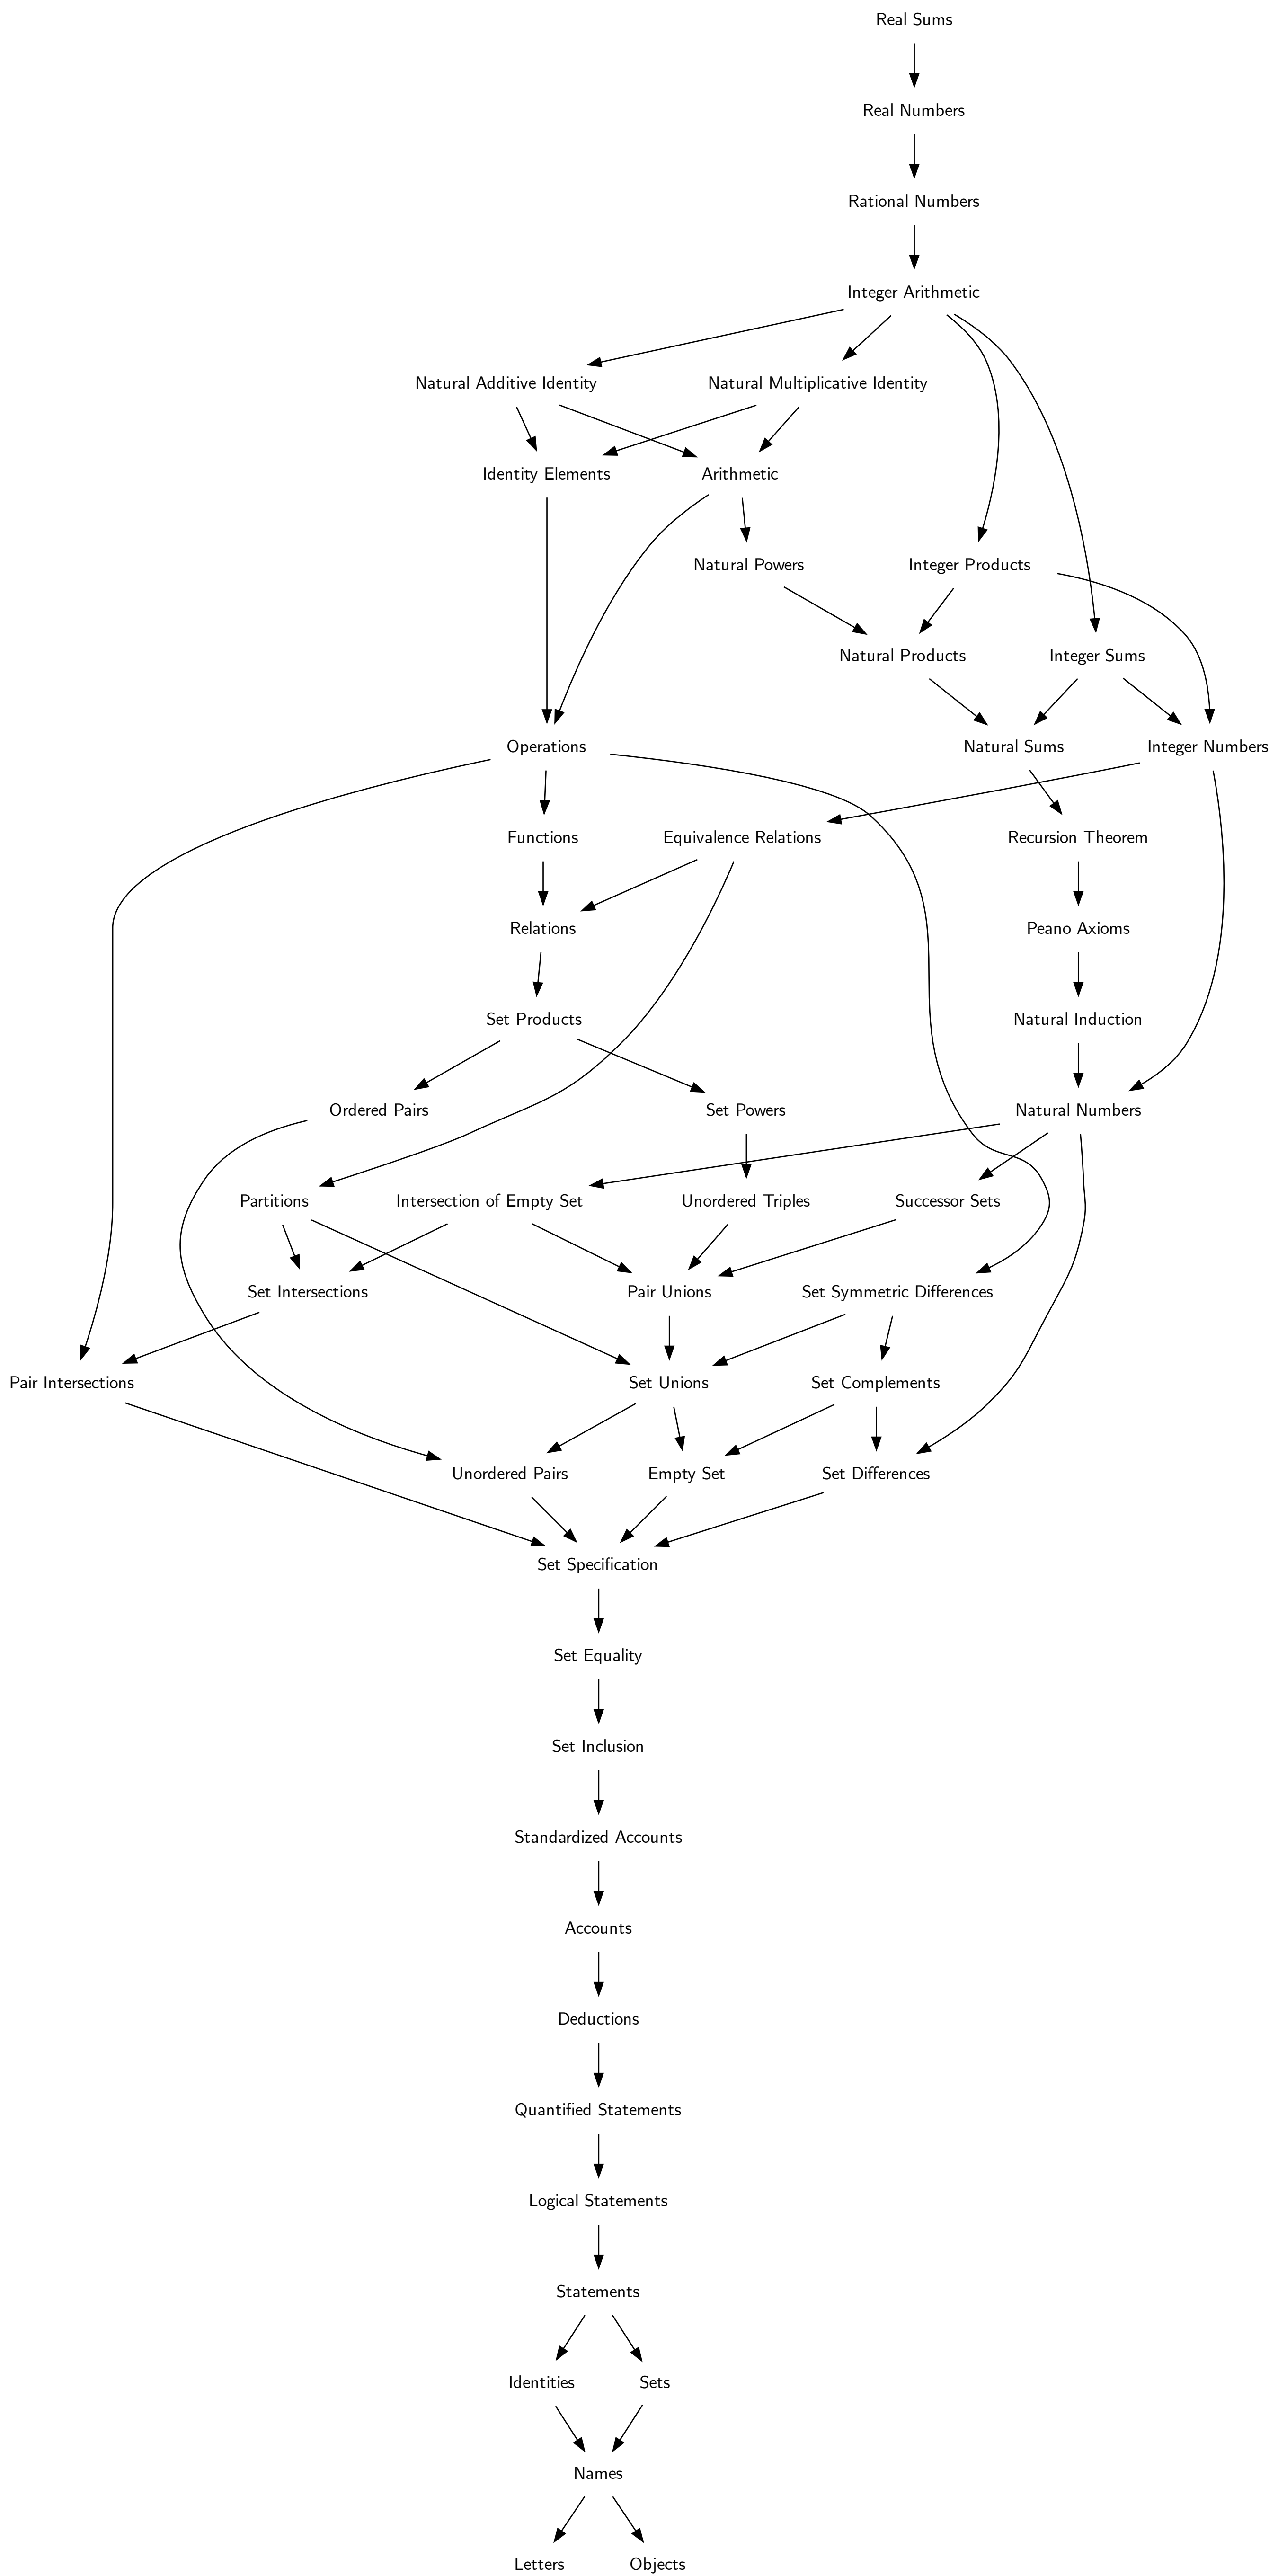 Real Sums
Real Numbers
Rational Numbers
Integer Arithmetic
Natural Additive Identity
Natural Multiplicative Identity
Identity Elements
Arithmetic
Natural Powers
Integer Products
Natural Products
Integer Sums
Operations
Natural Sums
Integer Numbers
Functions
Equivalence Relations
Recursion Theorem
Relations
Peano Axioms
Set Products
Natural Induction
Ordered Pairs
Set Powers
Natural Numbers
Partitions
Intersection of Empty Set
Unordered Triples
Successor Sets
Set Intersections
Pair Unions
Set Symmetric Differences
Pair Intersections
Set Unions
Set Complements
Unordered Pairs
Empty Set
Set Differences
Set Specification
Set Equality
Set Inclusion
Standardized Accounts
Accounts
Deductions
Quantified Statements
Logical Statements
Statements
Identities
Sets
Names
Letters
Objects